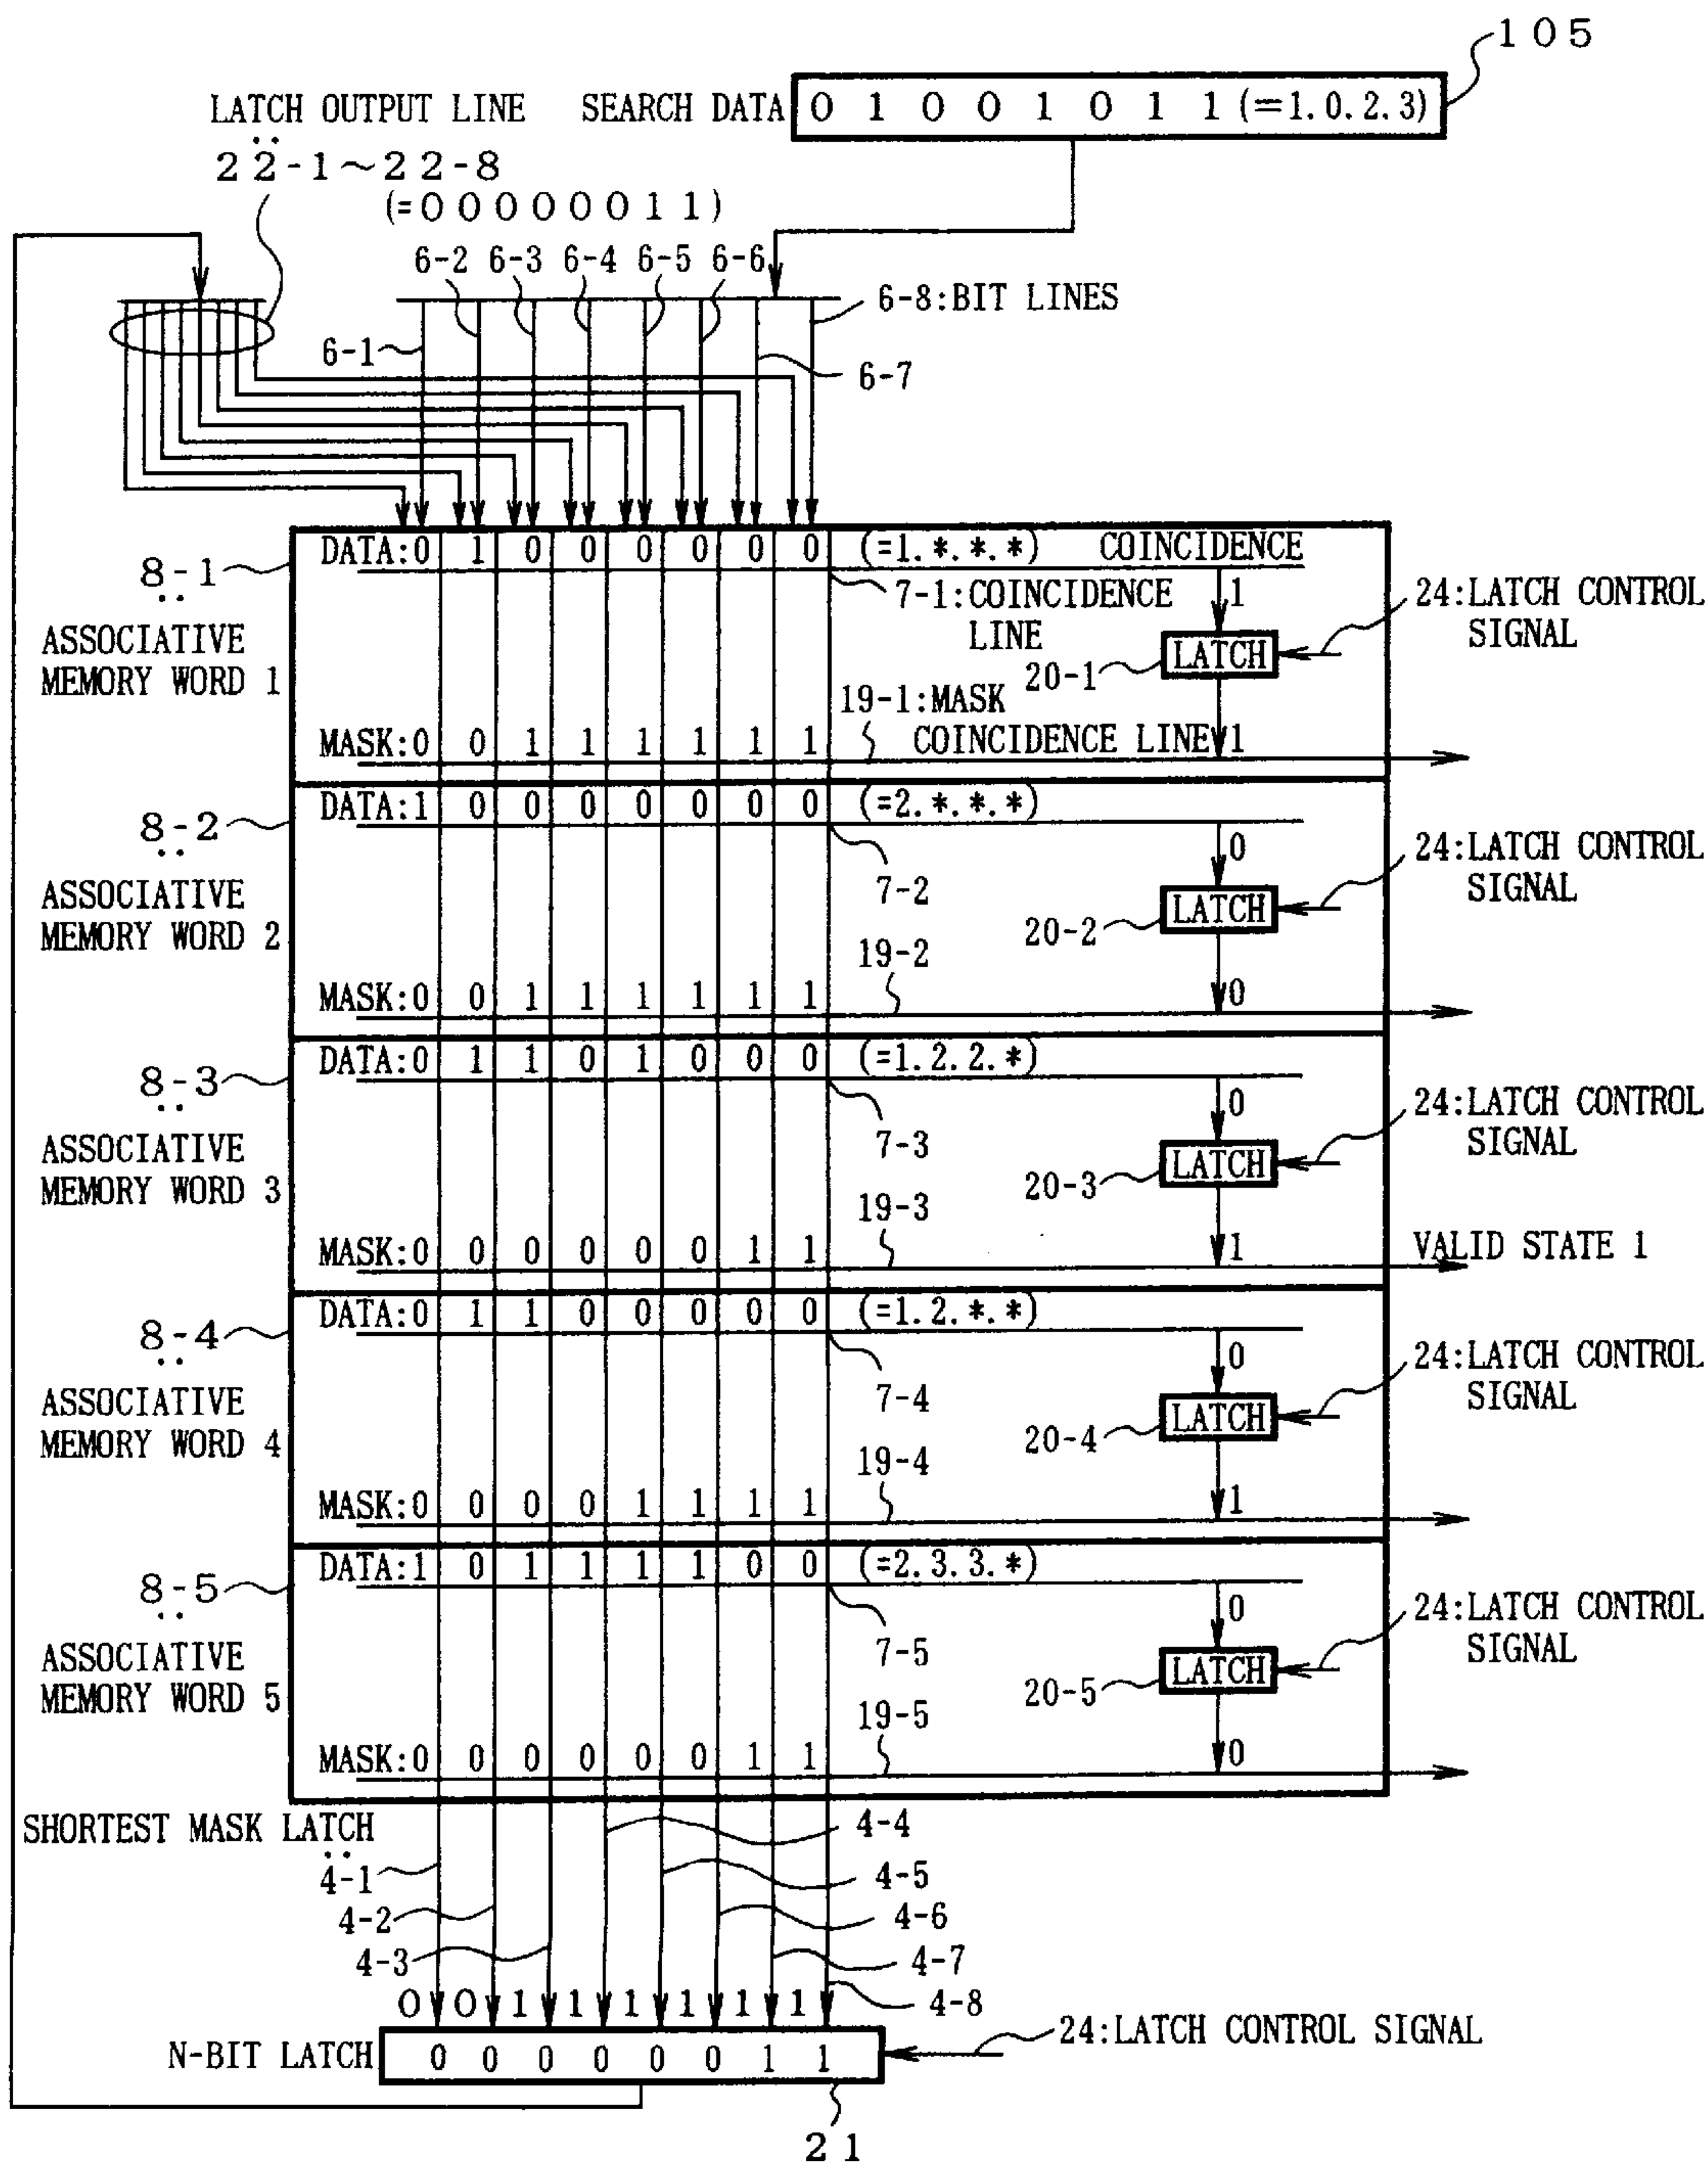 105
LATCH OUTPUT LINE
22-1~22-8
(=00000011)
SEARCH DATA
0 1 0 0 1 0 1 1 (=1.0.2.3)
6-2 6-3 6-4 6-5 6-6
6-8:BIT LINES
6-1
6-7
8-1
ASSOCIATIVE
MEMORY WORD 1
DATA:0 1 0 0 0 0 0 0 (=1.*.*.*) COINCIDENCE
7-1:COINCIDENCE
LINE
1
24:LATCH CONTROL
SIGNAL
LATCH
20-1
19-1:MASK
COINCIDENCE LINE
1
MASK:0 0 1 1 1 1 1 1
8-2
ASSOCIATIVE
MEMORY WORD 2
DATA:1 0 0 0 0 0 0 0 (=2.*.*.*)
0
24:LATCH CONTROL
SIGNAL
7-2
LATCH
20-2
19-2
MASK:0 0 1 1 1 1 1 1
0
8-3
ASSOCIATIVE
MEMORY WORD 3
DATA:0 1 1 0 1 0 0 0 (=1.2.2.*)
0
24:LATCH CONTROL
SIGNAL
7-3
LATCH
20-3
19-3
MASK:0 0 0 0 0 0 1 1
1
VALID STATE 1
8-4
ASSOCIATIVE
MEMORY WORD 4
DATA:0 1 1 0 0 0 0 0 (=1.2.*.*)
0
24:LATCH CONTROL
SIGNAL
7-4
LATCH
20-4
19-4
MASK:0 0 0 0 1 1 1 1
1
8-5
ASSOCIATIVE
MEMORY WORD 5
DATA:1 0 1 1 1 1 0 0 (=2.3.3.*)
0
24:LATCH CONTROL
SIGNAL
7-5
LATCH
20-5
19-5
MASK:0 0 0 0 0 0 1 1
0
SHORTEST MASK LATCH
4-1
4-2
4-3
4-4
4-5
4-6
4-7
4-8
0 0 1 1 1 1 1 1
N-BIT LATCH
0 0 0 0 0 0 1 1
24:LATCH CONTROL SIGNAL
21